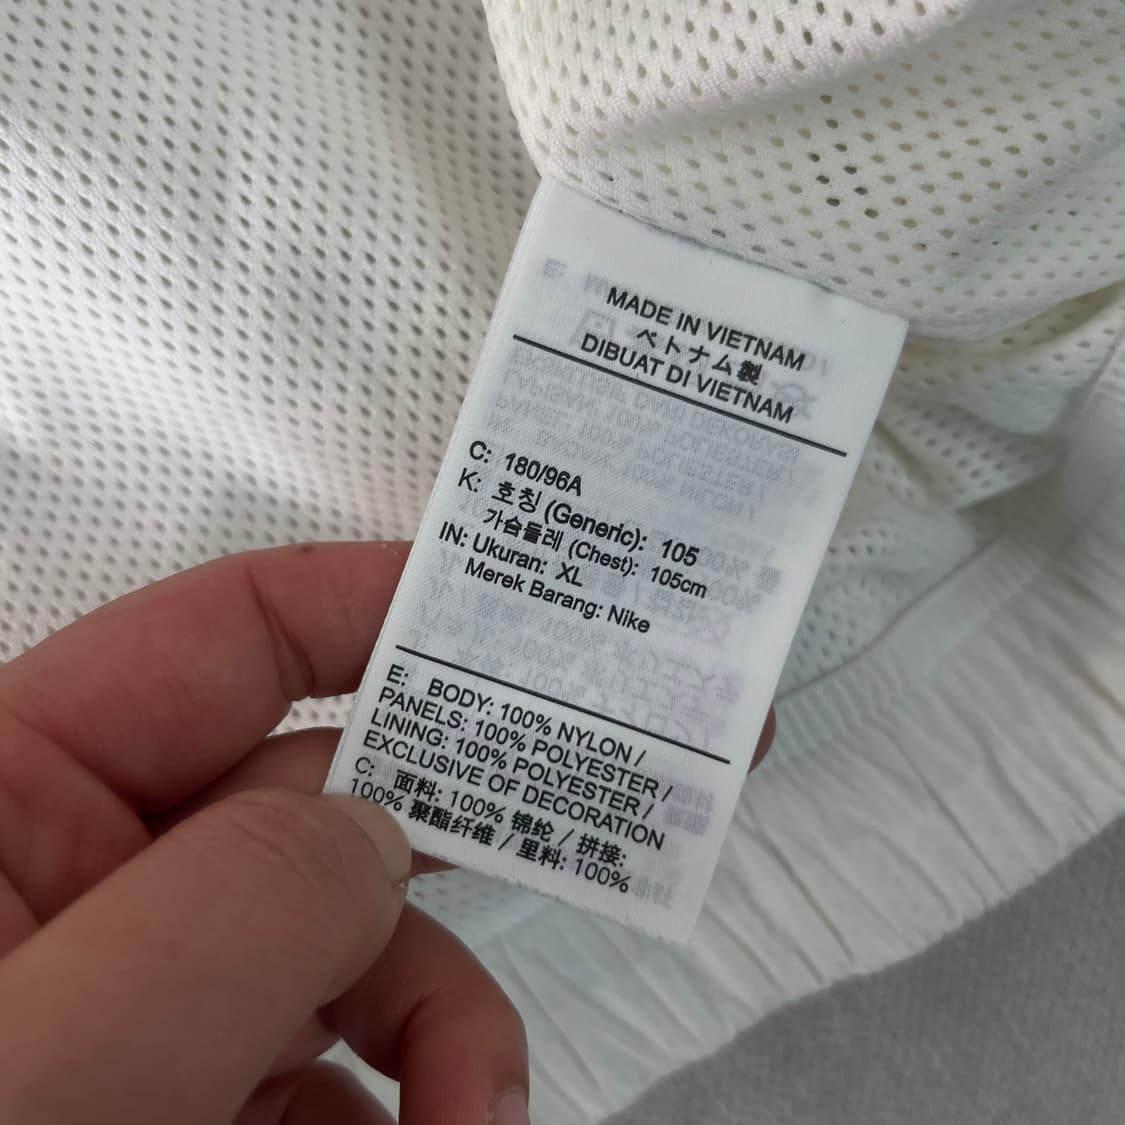 MADE IN VIETNAM
ベトナム製
DIBUAT DI VIETNAM
C: 180/96A
K: 호칭 (Generic): 105
가슴둘레 (Chest): 105cm
IN: Ukuran: XL
Merek Barang: Nike
E: BODY: 100% NYLON /
PANELS: 100% POLYESTER /
LINING: 100% POLYESTER /
EXCLUSIVE OF DECORATION
C: 面料: 100% 锦纶 / 拼接:
100% 聚酯纤维 / 里料: 100%